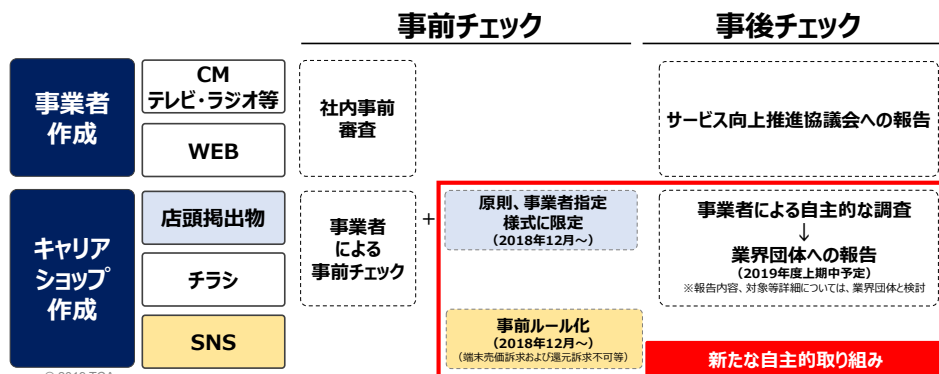 事前チェック
事後チェック
事業者
作成
CM
テレビ・ラジオ等
WEB
社内事前
審査
サービス向上推進協議会への報告
キャリア
ショップ
作成
店頭掲出物
チラシ
SNS
事業者
による
事前チェック
+
原則、事業者指定
様式に限定
(2018年12月~)
事前ルール化
(2018年12月~)
(端末売価訴求および還元訴求不可等)
事業者による自主的な調査
↓
業界団体への報告
(2019年度上期中予定)
※報告内容、対象等詳細については、業界団体と検討
新たな自主的取り組み